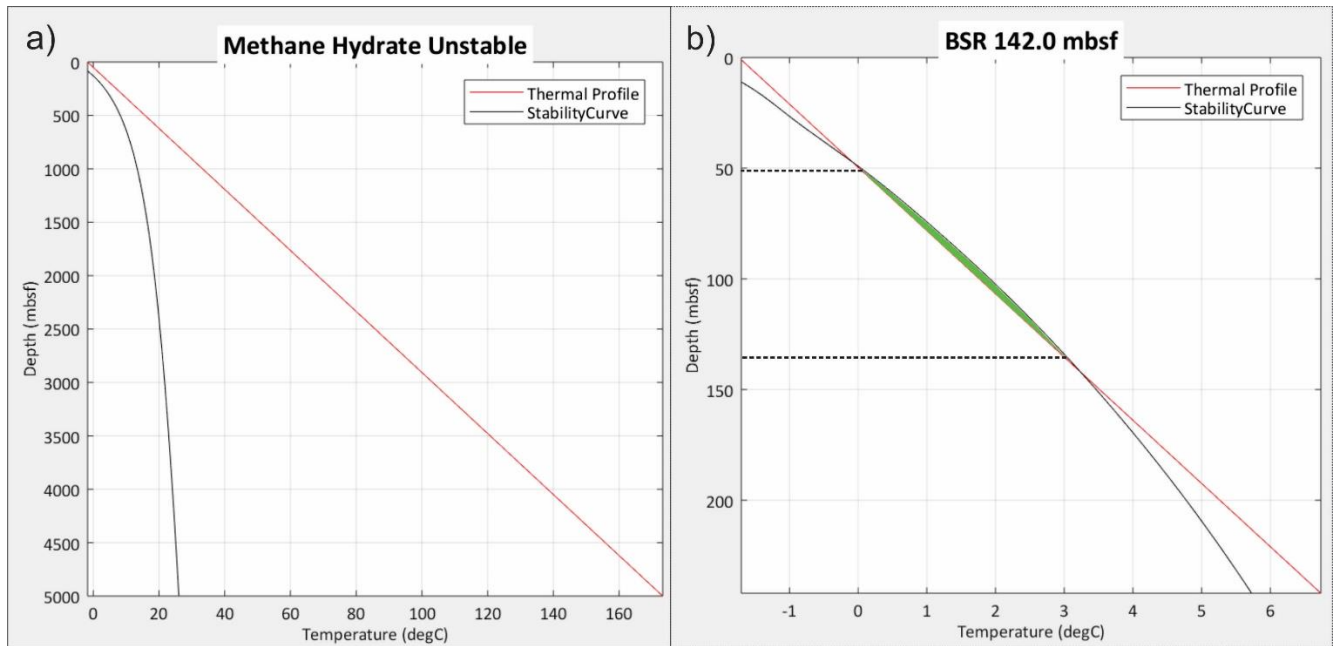 a)
Methane Hydrate Unstable
Thermal Profile
StabilityCurve
0
500
1000
1500
2000
2500
3000
3500
4000
4500
5000
Depth (mbsf)
0
20
40
60
80
100
120
140
160
Temperature (degC)
b)
BSR 142.0 mbsf
Thermal Profile
StabilityCurve
0
50
100
150
200
Depth (mbsf)
-1
0
1
2
3
4
5
6
Temperature (degC)